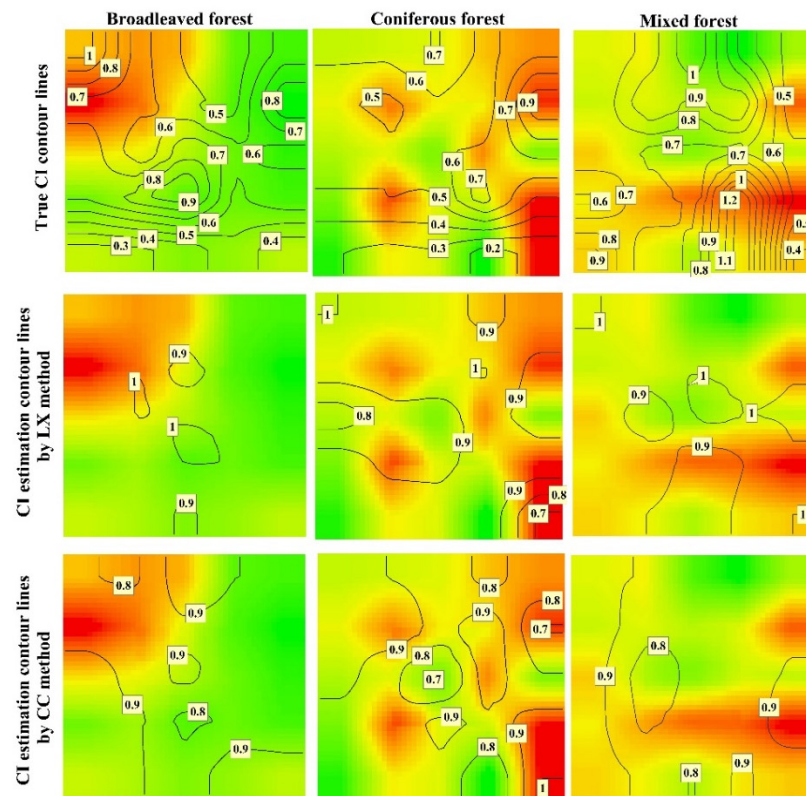 Broadleaved forest Coniferous forest Mixed forest
True CI contour lines
1 0.8 0.7 0.5 0.8 0.6 0.7 0.7 0.6 0.8 0.9 0.6 0.5 0.4 0.3 0.4
0.7 0.6 0.5 0.9 0.7 0.6 0.7 0.5 0.4 0.3 0.2
1 0.9 0.5 0.8 0.7 0.7 0.6 1 0.7 0.6 1.2 0.8 0.9 0.9 0.4 1.1 0.8
CI estimation contour lines
by LX method
0.9 1 1 0.9
1 0.9 1 0.9 0.8 0.9 0.9 0.8 0.7
1 1 0.9 1 0.9 1
CI estimation contour lines
by CC method
0.8 0.9 0.9 0.8 0.9 0.9
0.8 0.8 0.9 0.7 0.9 0.8 0.7 0.9 0.9 0.8 1
0.8 0.9 0.9 0.8 0.9